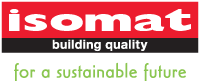 isomat
building quality
for a sustainable future